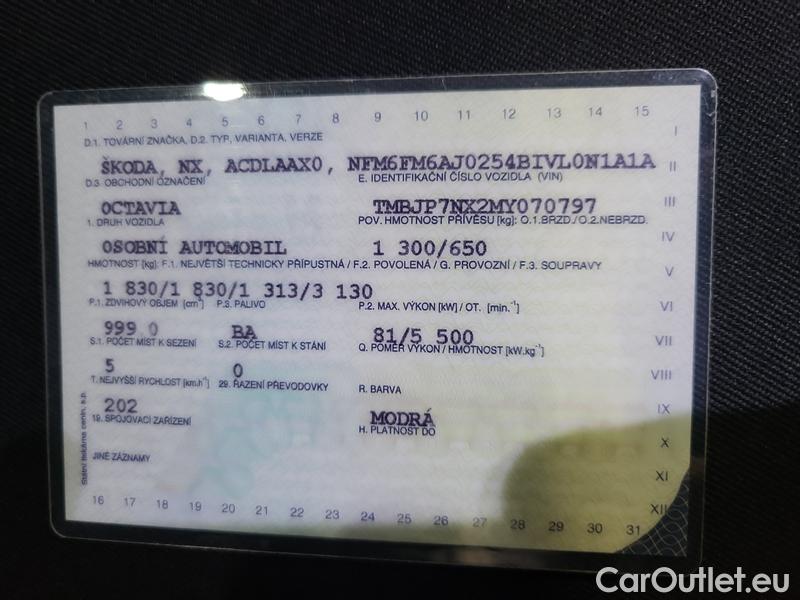 1 2 3 4 5 6 7 8 9 10 11 12 13 14 15
D.1. TOVÁRNÍ ZNAČKA, D.2. TYP, VARIANTA, VERZE I
ŠKODA, NX, ACDLAAX0, NFM6FM6AJ0254BIVL0N1A1A II
D.3. OBCHODNÍ OZNAČENÍ E. IDENTIFIKAČNÍ ČÍSLO VOZIDLA (VIN)
OCTAVIA TMBJP7NX2MY070797 III
1. DRUH VOZIDLA POV. HMOTNOST PŘÍVĚSU [kg]: O.1.BRZD./O.2.NEBRZD.
OSOBNÍ AUTOMOBIL 1 300/650 IV
HMOTNOST [kg]: F.1. NEJVĚTŠÍ TECHNICKY PŘÍPUSTNÁ / F.2. POVOLENÁ / G. PROVOZNÍ / F.3. SOUPRAVY V
1 830/1 830/1 313/3 130
P.1. ZDVIHOVÝ OBJEM [cm³] P.3. PALIVO P.2. MAX. VÝKON [kW] / OT. [min.⁻¹] VI
999.0 BA 81/5 500
S.1. POČET MÍST K SEZENÍ S.2. POČET MÍST K STÁNÍ Q. POMĚR VÝKON / HMOTNOST [kW.kg⁻¹] VII
5 0
T. NEJVYŠŠÍ RYCHLOST [km.h⁻¹] 29. ŘAZENÍ PŘEVODOVKY R. BARVA VIII
202 MODRÁ IX
19. SPOJOVACÍ ZAŘÍZENÍ H. PLATNOST DO
X
JINÉ ZÁZNAMY
XI
XII
16 17 18 19 20 21 22 23 24 25 26 27 28 29 30 31
Státní tiskárna cenin, s.p.
CarOutlet.eu